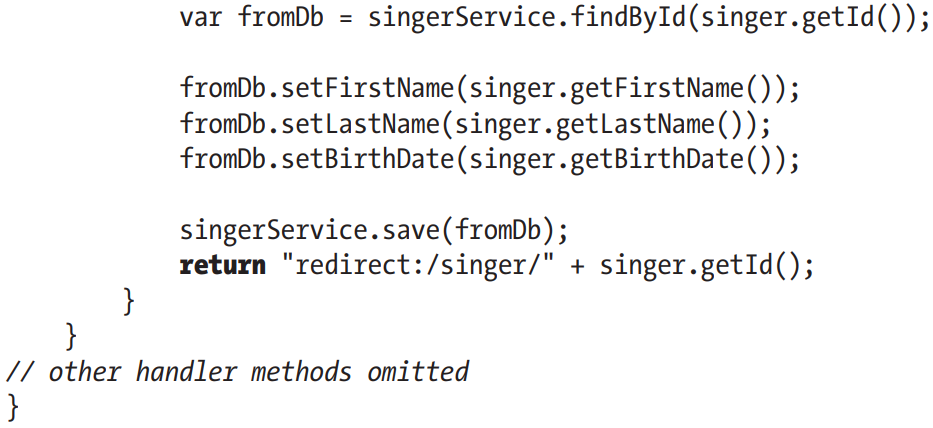 var fromDb = singerService.findById(singer.getId());
fromDb.setFirstName(singer.getFirstName());
fromDb.setLastName(singer.getLastName());
fromDb.setBirthDate(singer.getBirthDate());
singerService.save(fromDb);
return "redirect:/singer/" + singer.getId();
}
}
// other handler methods omitted
}